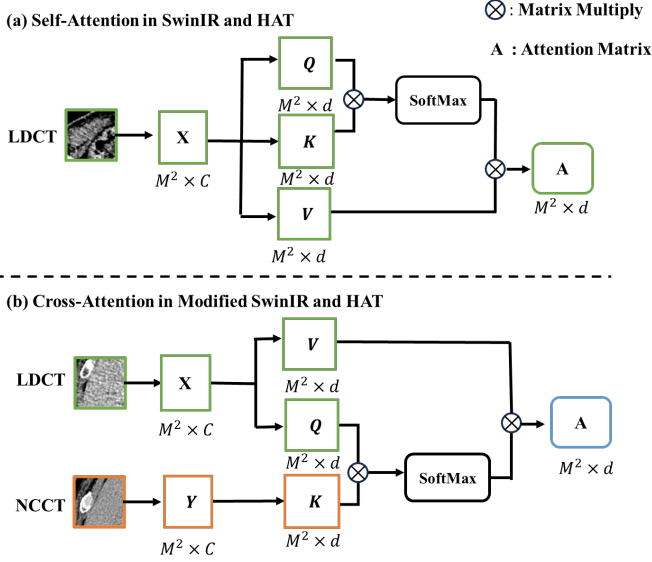 ⊗ : Matrix Multiply
(a) Self-Attention in SwinIR and HAT
A : Attention Matrix
Q
M² × d
SoftMax
LDCT
X
M² × C
K
M² × d
A
M² × d
V
M² × d
(b) Cross-Attention in Modified SwinIR and HAT
LDCT
X
M² × C
V
M² × d
Q
M² × d
A
M² × d
SoftMax
NCCT
Y
M² × C
K
M² × d